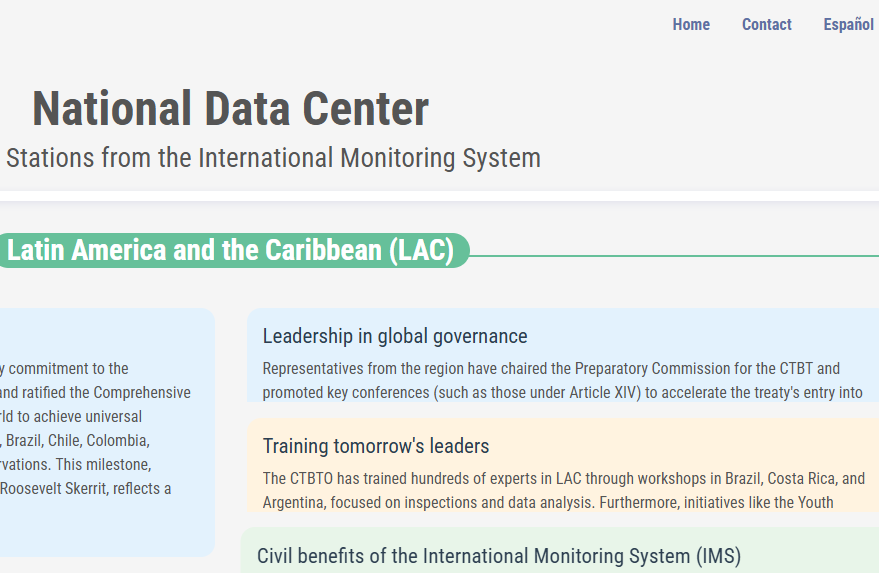 Home Contact Español
National Data Center
Stations from the International Monitoring System
Latin America and the Caribbean (LAC)
y commitment to the
and ratified the Comprehensive
rld to achieve universal
, Brazil, Chile, Colombia,
rvations. This milestone,
Roosevelt Skerrit, reflects a
Leadership in global governance
Representatives from the region have chaired the Preparatory Commission for the CTBT and
promoted key conferences (such as those under Article XIV) to accelerate the treaty's entry into
Training tomorrow's leaders
The CTBTO has trained hundreds of experts in LAC through workshops in Brazil, Costa Rica, and
Argentina, focused on inspections and data analysis. Furthermore, initiatives like the Youth
Civil benefits of the International Monitoring System (IMS)